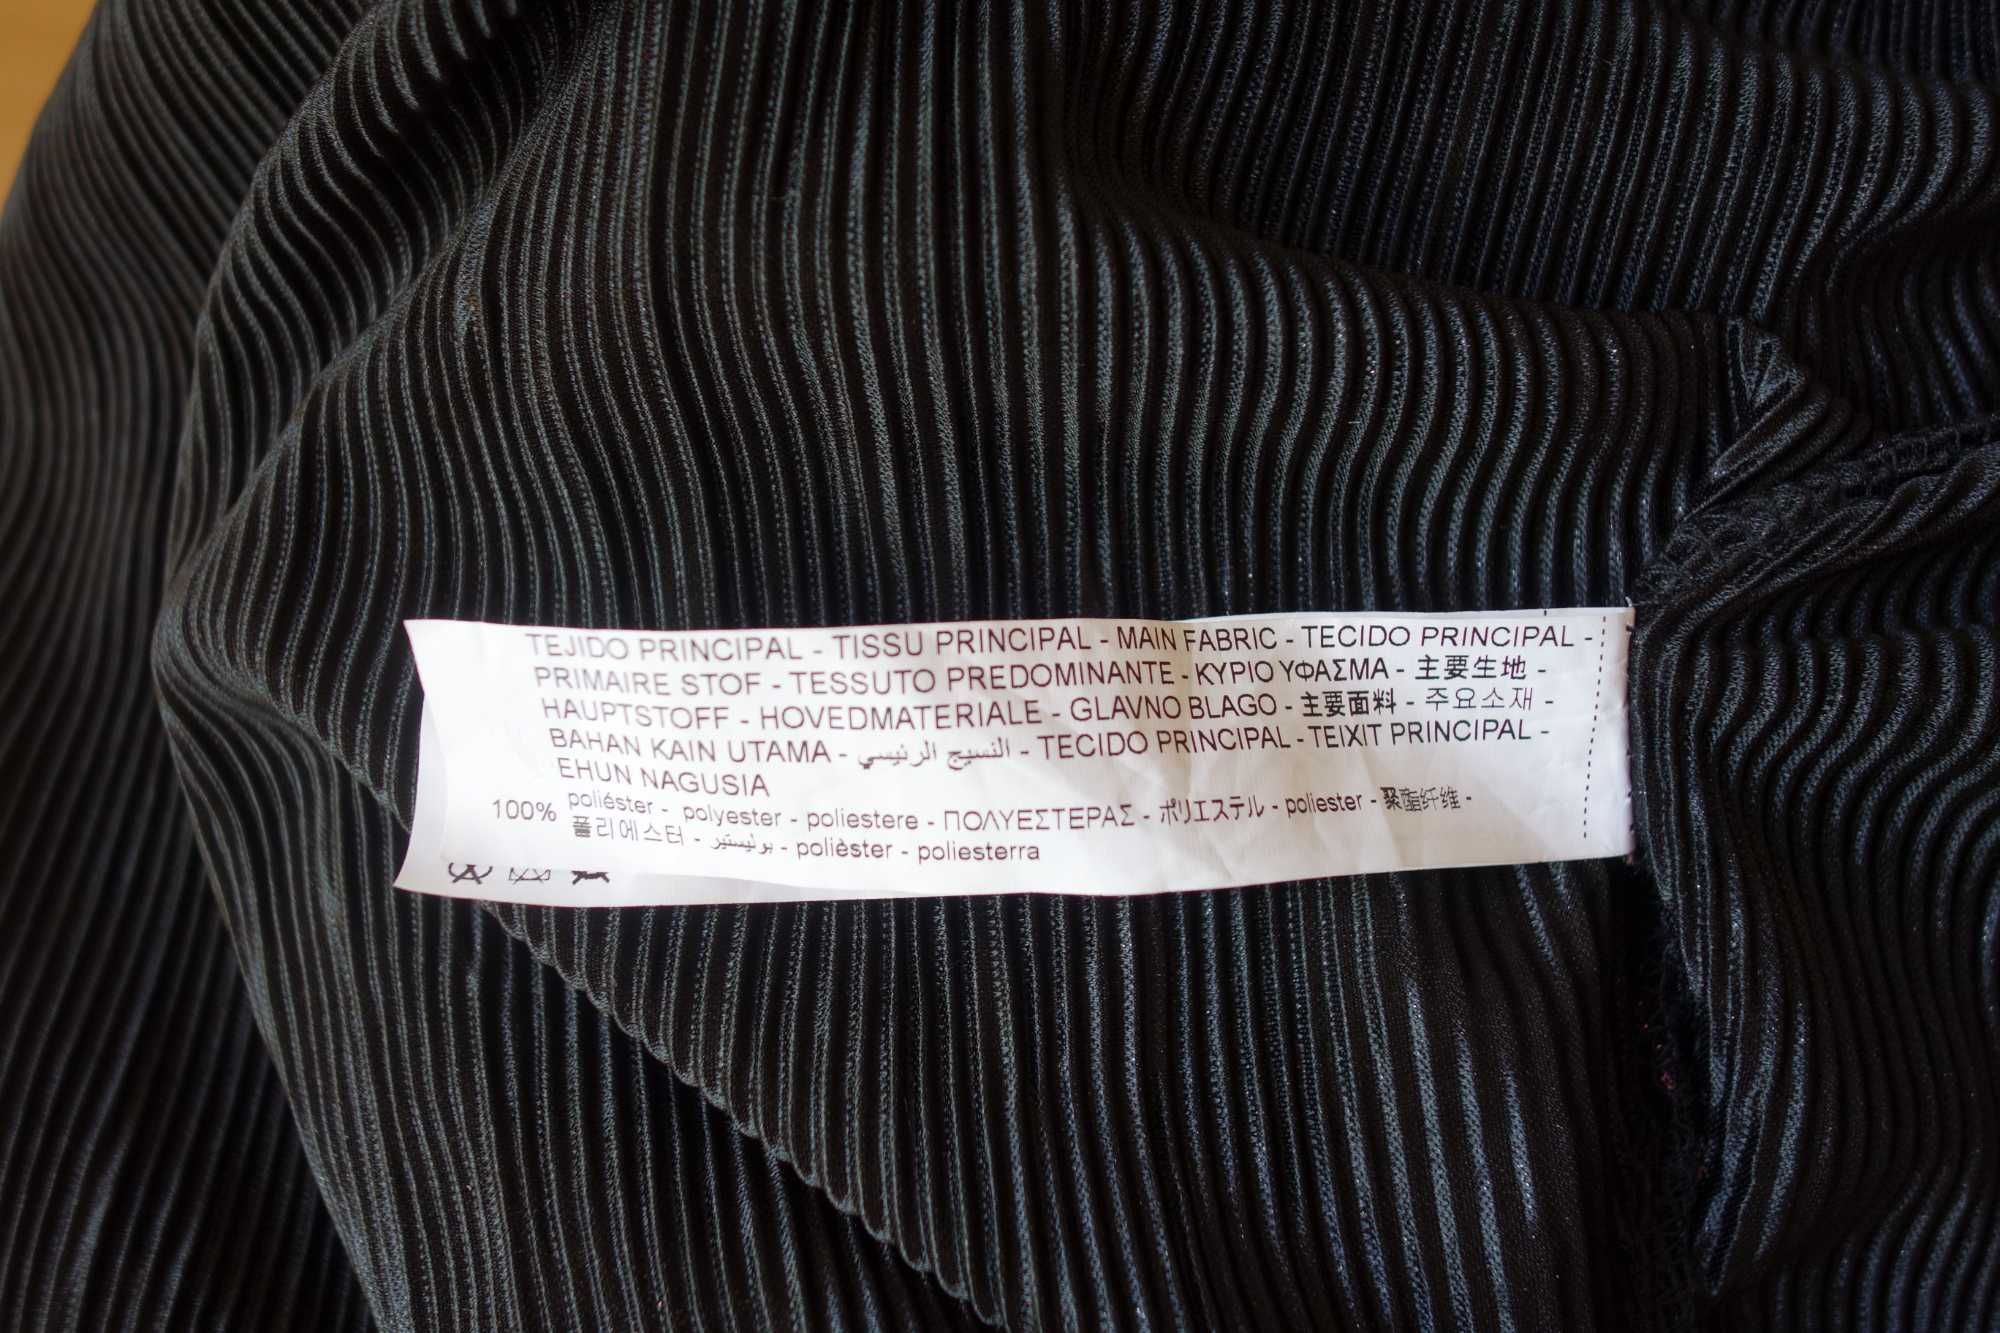 TEJIDO PRINCIPAL - TISSU PRINCIPAL - MAIN FABRIC - TECIDO PRINCIPAL -
PRIMAIRE STOF - TESSUTO PREDOMINANTE - ΚΥΡΙΟ ΥΦΑΣΜΑ - 主要生地 -
HAUPTSTOFF - HOVEDMATERIALE - GLAVNO BLAGO - 主要面料 - 주요소재 -
BAHAN KAIN UTAMA - النسيج الرئيسي - TECIDO PRINCIPAL - TEIXIT PRINCIPAL -
EHUN NAGUSIA
100% poliéster - polyester - poliestere - ΠΟΛΥΕΣΤΕΡΑΣ - ポリエステル - poliester - 聚酯纤维 -
폴리에스터 - بوليستير - polièster - poliesterra